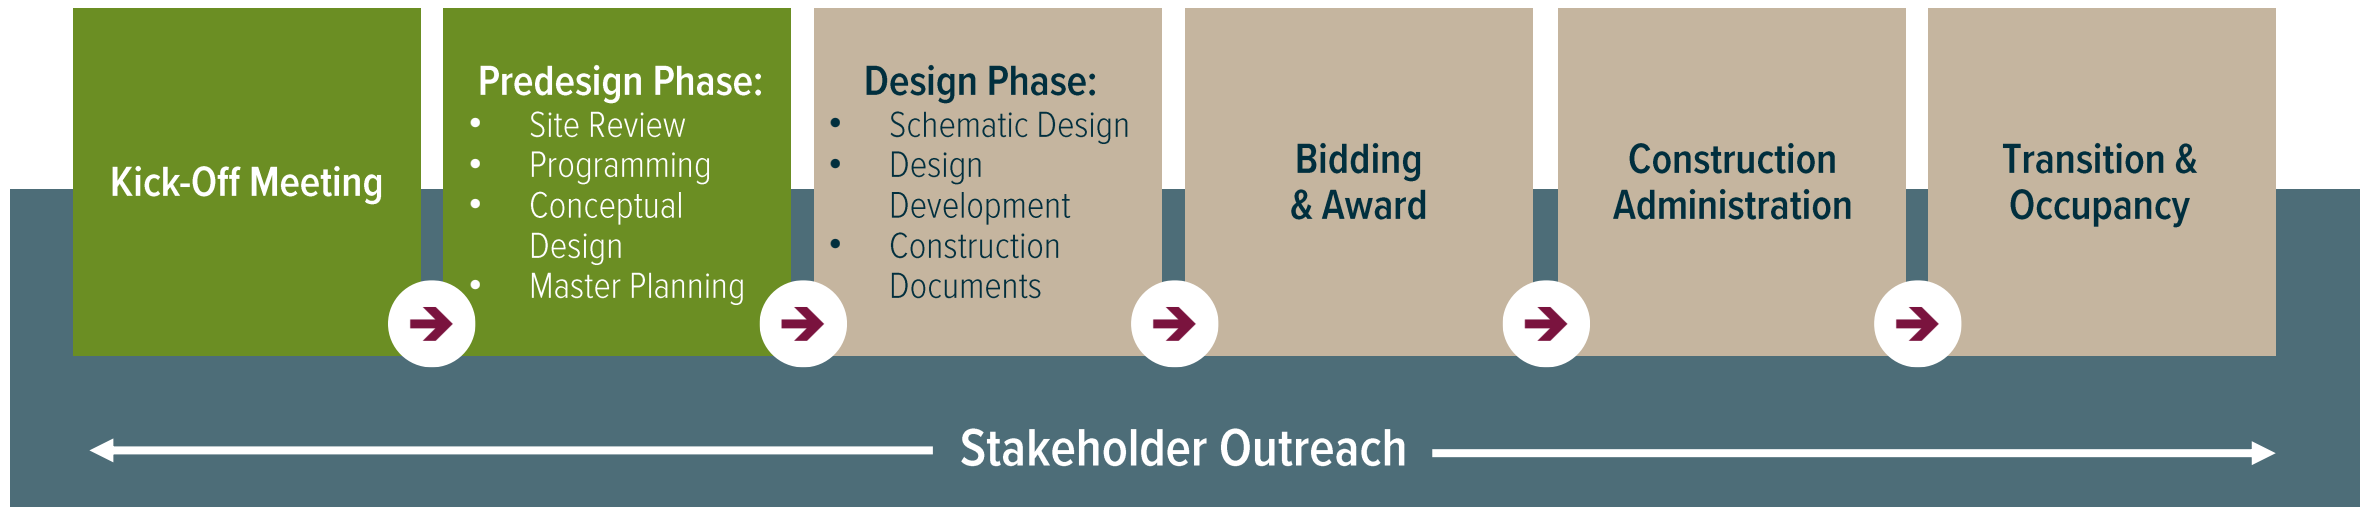 Kick-Off Meeting
Predesign Phase:
• Site Review
• Programming
• Conceptual
Design
• Master Planning
Design Phase:
• Schematic Design
• Design
Development
• Construction
Documents
Bidding
& Award
Construction
Administration
Transition &
Occupancy
Stakeholder Outreach